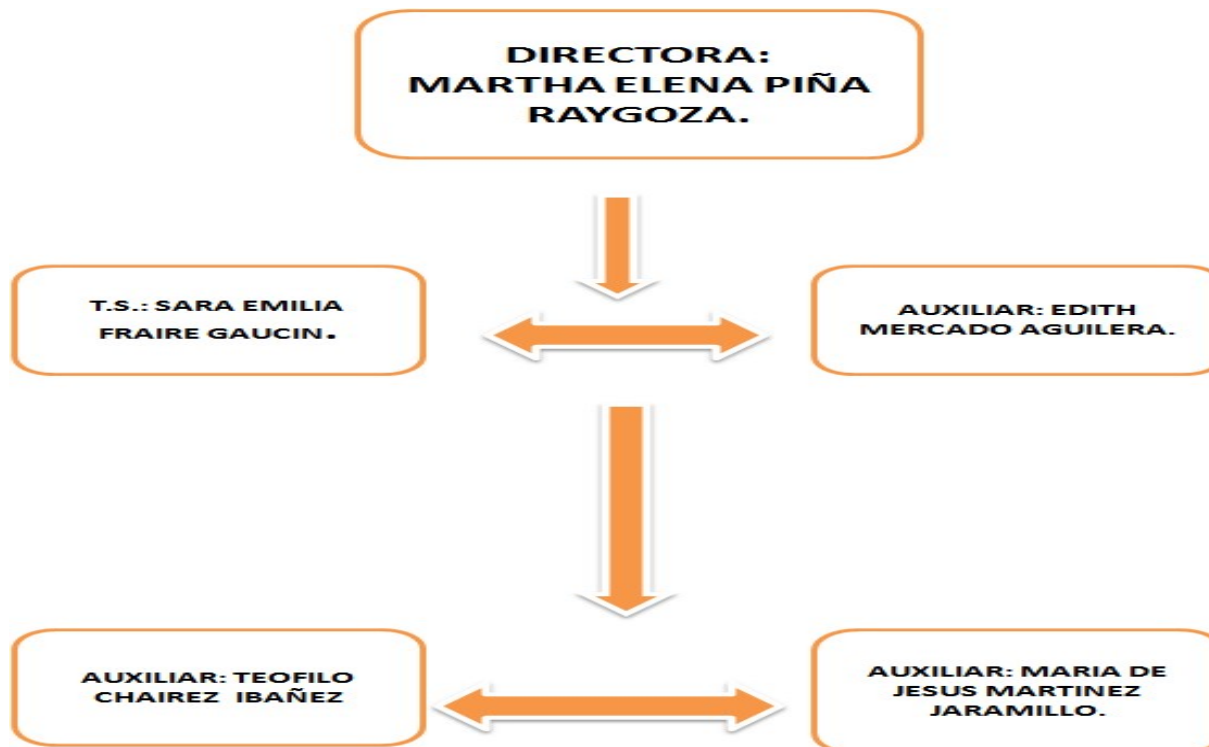 DIRECTORA:
MARTHA ELENA PIÑA
RAYGOZA.
T.S.: SARA EMILIA
FRAIRE GAUCIN.
AUXILIAR: EDITH
MERCADO AGUILERA.
AUXILIAR: TEOFILO
CHAIREZ IBAÑEZ
AUXILIAR: MARIA DE
JESUS MARTINEZ
JARAMILLO.